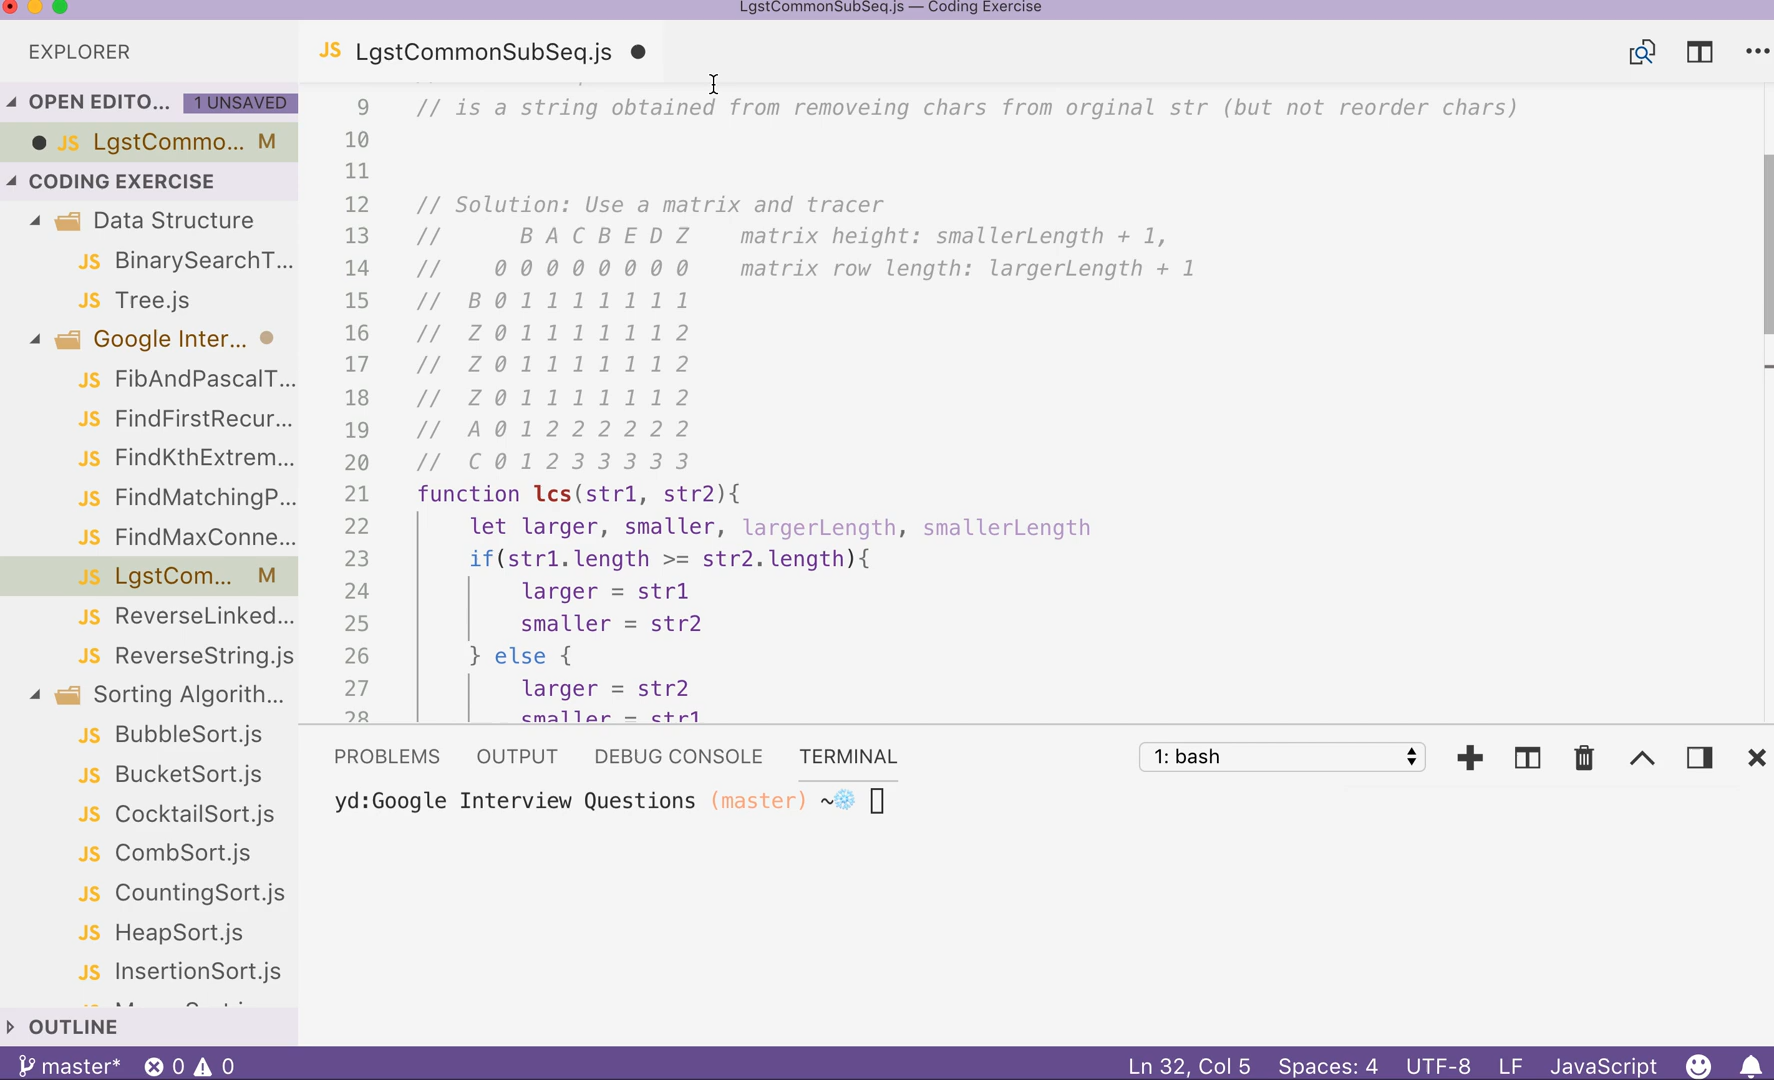 LgstCommonSubSeq.js — Coding Exercise
EXPLORER
OPEN EDITO... 1 UNSAVED
JS LgstCommo... M
CODING EXERCISE
Data Structure
JS BinarySearchT...
JS Tree.js
Google Inter...
JS FibAndPascalT...
JS FindFirstRecur...
JS FindKthExtrem...
JS FindMatchingP...
JS FindMaxConne...
JS LgstCom... M
JS ReverseLinked...
JS ReverseString.js
Sorting Algorith...
JS BubbleSort.js
JS BucketSort.js
JS CocktailSort.js
JS CombSort.js
JS CountingSort.js
JS HeapSort.js
JS InsertionSort.js
OUTLINE
JS LgstCommonSubSeq.js
9 // is a string obtained from removeing chars from orginal str (but not reorder chars)
10
11
12 // Solution: Use a matrix and tracer
13 // B A C B E D Z matrix height: smallerLength + 1,
14 // 0 0 0 0 0 0 0 0 matrix row length: largerLength + 1
15 // B 0 1 1 1 1 1 1 1
16 // Z 0 1 1 1 1 1 1 2
17 // Z 0 1 1 1 1 1 1 2
18 // Z 0 1 1 1 1 1 1 2
19 // A 0 1 2 2 2 2 2 2
20 // C 0 1 2 3 3 3 3 3
21 function lcs(str1, str2){
22 let larger, smaller, largerLength, smallerLength
23 if(str1.length >= str2.length){
24 larger = str1
25 smaller = str2
26 } else {
27 larger = str2
28 smaller = str1
PROBLEMS OUTPUT DEBUG CONSOLE TERMINAL 1: bash
yd:Google Interview Questions (master) ~
master* 0 0 Ln 32, Col 5 Spaces: 4 UTF-8 LF JavaScript